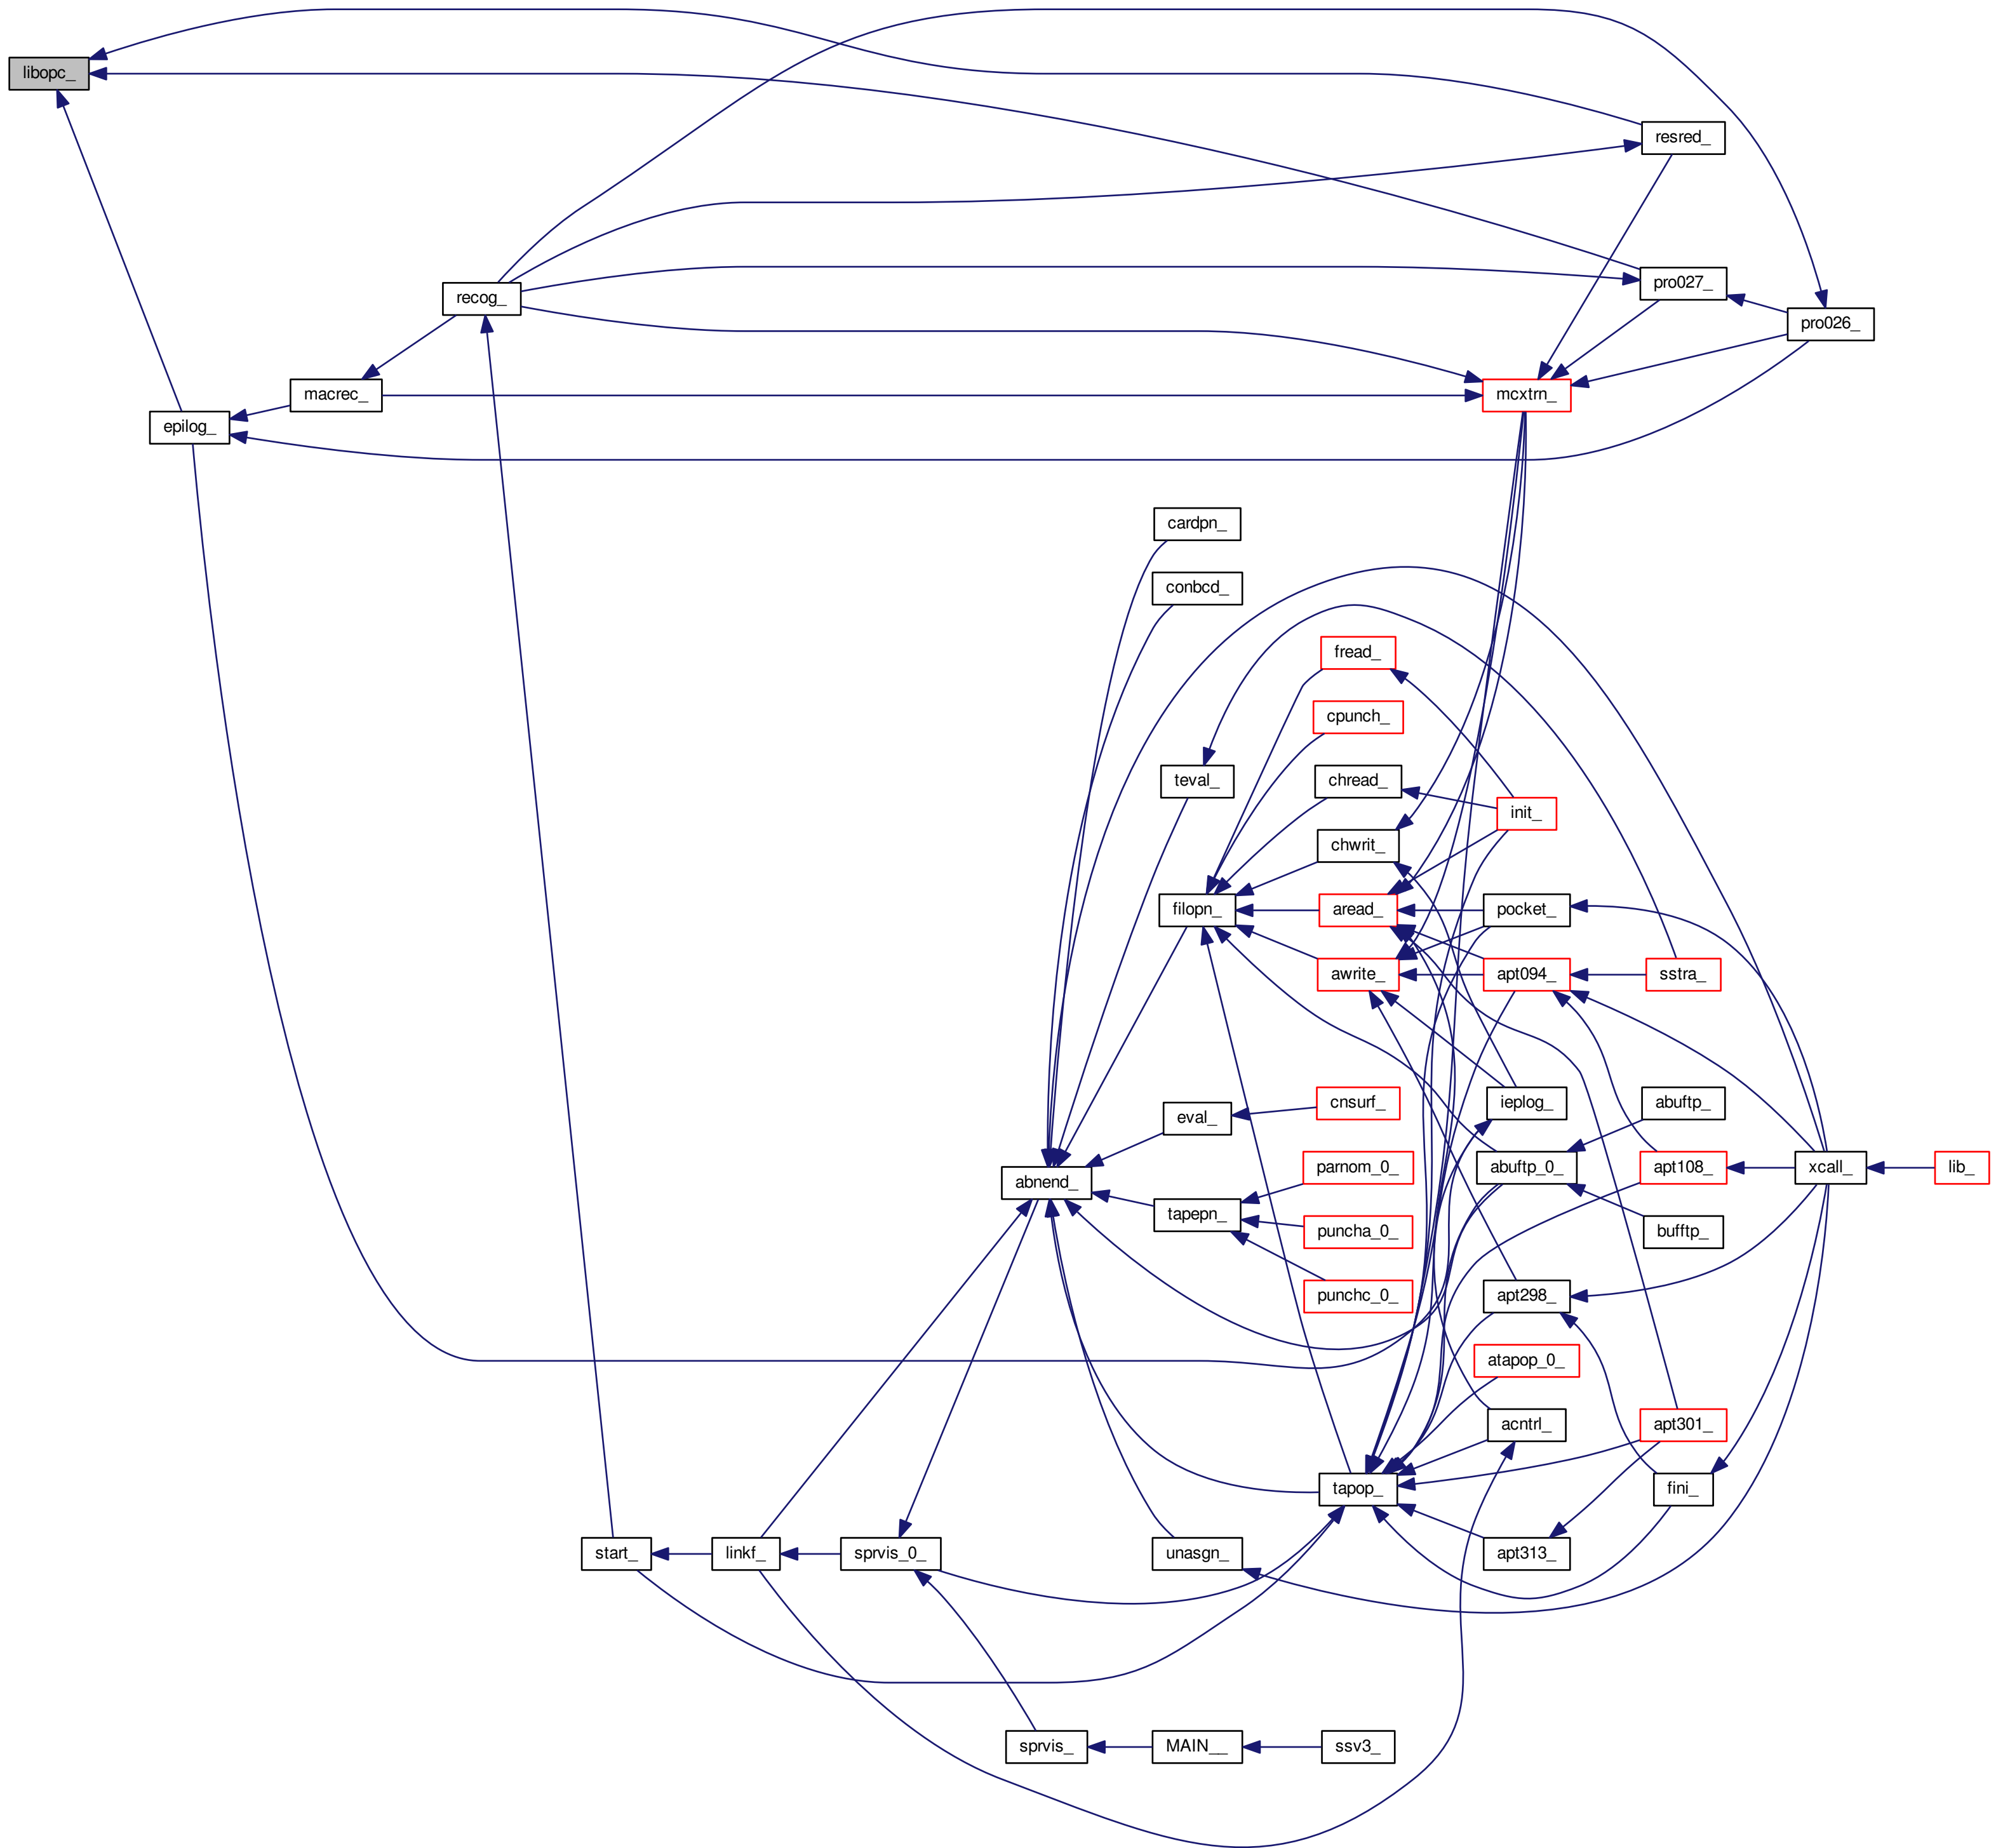 libopc_
resred_
pro027_
recog_
pro026_
macrec_
mcxtrn_
epilog_
cardpn_
conbcd_
fread_
cpunch_
teval_
chread_
init_
chwrit_
filopn_
aread_
pocket_
awrite_
apt094_
sstra_
eval_
cnsurf_
ieplog_
abuftp_
abnend_
parnom_0_
abuftp_0_
apt108_
xcall_
lib_
tapepn_
puncha_0_
bufftp_
punchc_0_
apt298_
atapop_0_
acntrl_
apt301_
tapop_
fini_
start_
linkf_
sprvis_0_
unasgn_
apt313_
sprvis_
MAIN__
ssv3_